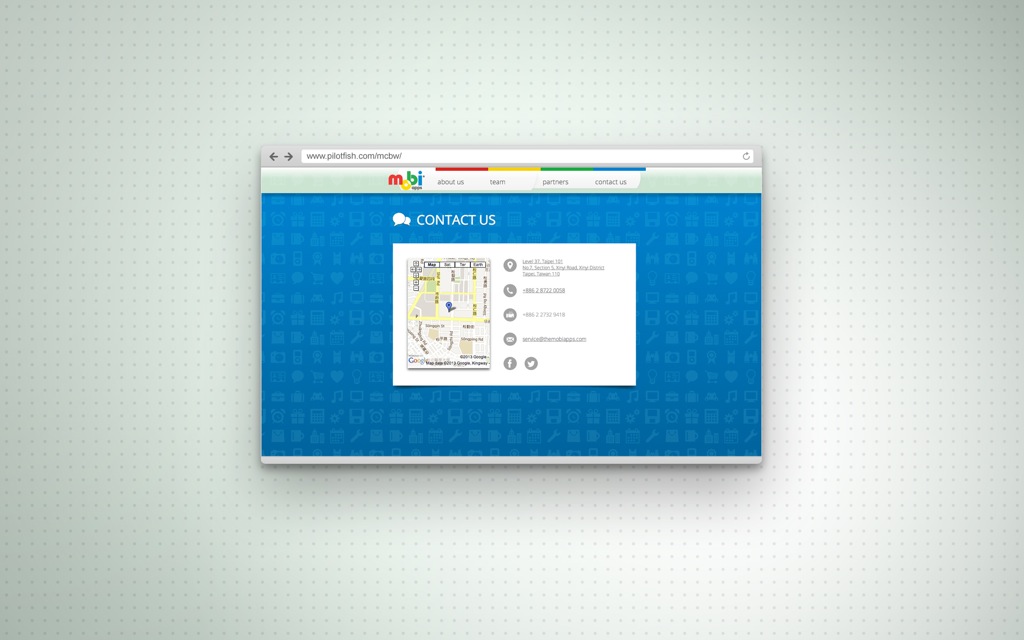 www.pilotfish.com/mcbw/
mobi apps
about us
team
partners
contact us
CONTACT US
Map Sat Ter Earth
Level 37, Taipei 101
No.7, Section 5, Xinyi Road, Xinyi District
Taipei, Taiwan 110
+886 2 8722 0058
+886 2 2732 9418
service@themobiapps.com
Google
©2013 Google
Map data ©2013 Google, Kingway